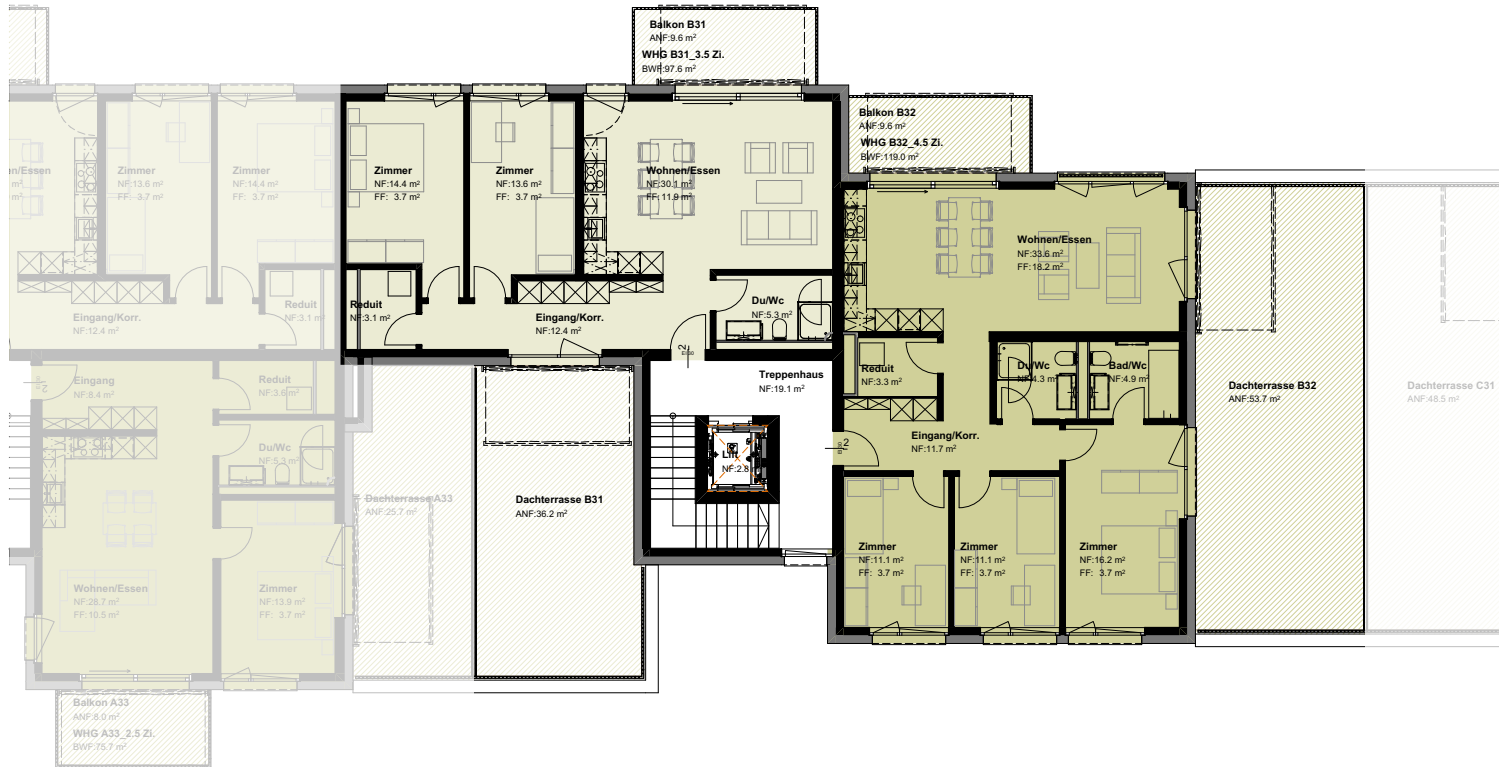 Balkon B31
ANF:9.6 m²
WHG B31_3.5 Zi.
BWF:97.6 m²
Balkon B32
ANF:9.6 m²
WHG B32_4.5 Zi.
BWF:119.0 m²
Zimmer
NF:13.6 m²
FF: 3.7 m²
Zimmer
NF:14.4 m²
FF: 3.7 m²
Zimmer
NF:14.4 m²
FF: 3.7 m²
Zimmer
NF:13.6 m²
FF: 3.7 m²
Wohnen/Essen
NF:30.1 m²
FF:11.9 m²
Wohnen/Essen
NF:33.6 m²
FF:18.2 m²
Eingang/Korr.
NF:12.4 m²
Reduit
NF:3.1 m²
Reduit
NF:3.1 m²
Eingang/Korr.
NF:12.4 m²
Du/Wc
NF:5.3 m²
Eingang
NF:8.4 m²
Reduit
NF:3.6 m²
Treppenhaus
NF:19.1 m²
Reduit
NF:3.3 m²
Du/Wc
NF:4.3 m²
Bad/Wc
NF:4.9 m²
Dachterrasse B32
ANF:53.7 m²
Dachterrasse C31
ANF:48.5 m²
Du/Wc
NF:5.3 m²
Lift
NF:2.8 m²
Eingang/Korr.
NF:11.7 m²
Dachterrasse A33
ANF:25.7 m²
Dachterrasse B31
ANF:36.2 m²
Zimmer
NF:11.1 m²
FF: 3.7 m²
Zimmer
NF:11.1 m²
FF: 3.7 m²
Zimmer
NF:16.2 m²
FF: 3.7 m²
Wohnen/Essen
NF:28.7 m²
FF:10.5 m²
Zimmer
NF:13.9 m²
FF: 3.7 m²
Balkon A33
ANF:8.0 m²
WHG A33_2.5 Zi.
BWF:75.7 m²